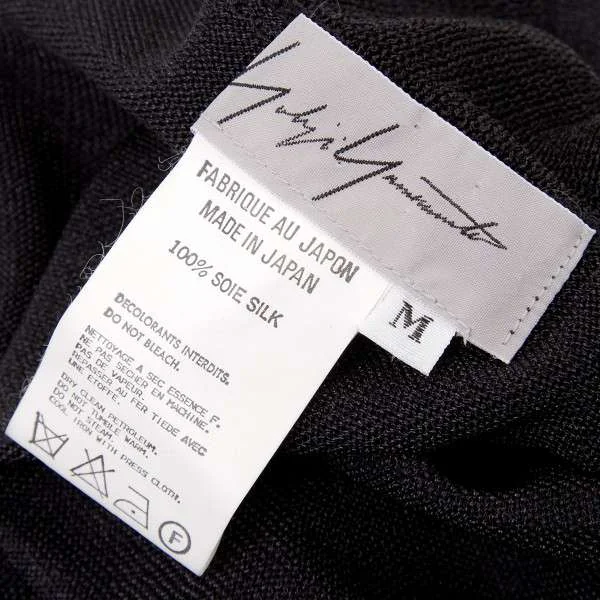 Yohji Yamamoto
M
FABRIQUE AU JAPON
MADE IN JAPAN
100% SOIE SILK
DECOLORANTS INTERDITS.
DO NOT BLEACH.
NETTOYAGE A SEC ESSENCE F.
NE PAS SÉCHER EN MACHINE.
PAS DE VAPEUR.
REPASSER AU FER TIEDE AVEC
UNE ETOFFE.
DRY CLEAN PETROLEUM.
DO NOT TUMBLE WARM.
DO NOT STEAM.
COOL IRON WITH PRESS CLOTH.
F